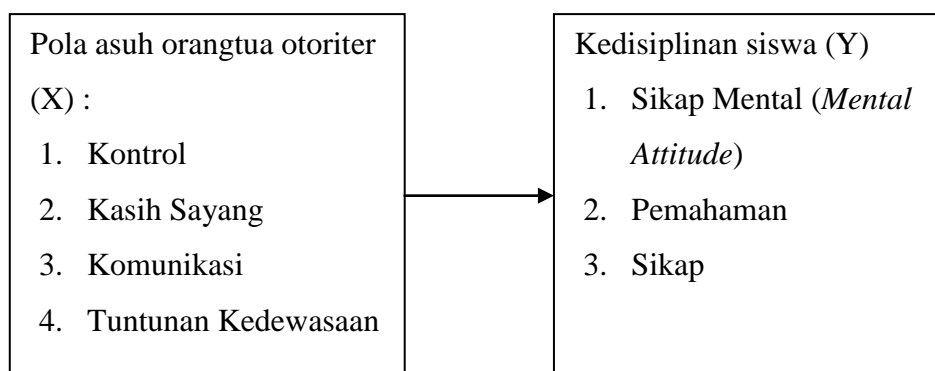 Pola asuh orangtua otoriter
(X) :
1. Kontrol
2. Kasih Sayang
3. Komunikasi
4. Tuntunan Kedewasaan
Kedisiplinan siswa (Y)
1. Sikap Mental (Mental
Attitude)
2. Pemahaman
3. Sikap